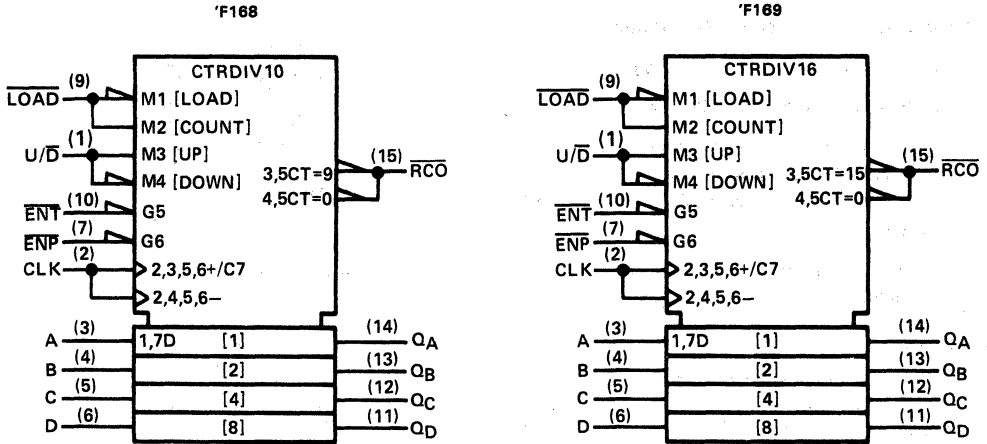 'F168
CTRDIV10
(9)
LOAD
M1 [LOAD]
M2 [COUNT]
(1)
U/D
M3 [UP]
M4 [DOWN]
3,5CT=9
4,5CT=0
(15)
RCO
(10)
ENT
G5
(7)
ENP
G6
(2)
CLK
2,3,5,6+/C7
2,4,5,6−
(3)
A
1,7D
[1]
(14)
QA
(4)
B
[2]
(13)
QB
(5)
C
[4]
(12)
QC
(6)
D
[8]
(11)
QD
'F169
CTRDIV16
(9)
LOAD
M1 [LOAD]
M2 [COUNT]
(1)
U/D
M3 [UP]
M4 [DOWN]
3,5CT=15
4,5CT=0
(15)
RCO
(10)
ENT
G5
(7)
ENP
G6
(2)
CLK
2,3,5,6+/C7
2,4,5,6−
(3)
A
1,7D
[1]
(14)
QA
(4)
B
[2]
(13)
QB
(5)
C
[4]
(12)
QC
(6)
D
[8]
(11)
QD